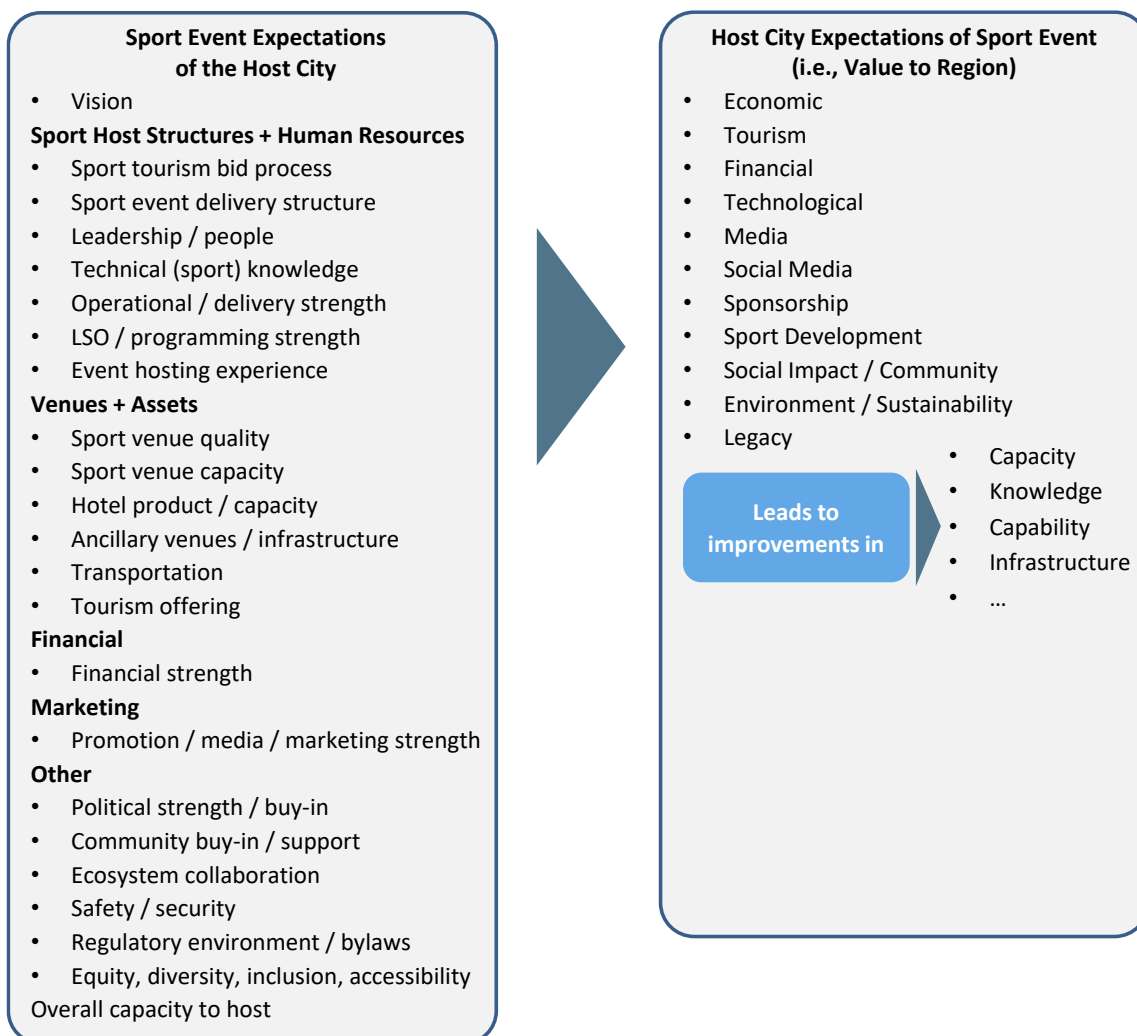 Sport Event Expectations
of the Host City
• Vision
Sport Host Structures + Human Resources
• Sport tourism bid process
• Sport event delivery structure
• Leadership / people
• Technical (sport) knowledge
• Operational / delivery strength
• LSO / programming strength
• Event hosting experience
Venues + Assets
• Sport venue quality
• Sport venue capacity
• Hotel product / capacity
• Ancillary venues / infrastructure
• Transportation
• Tourism offering
Financial
• Financial strength
Marketing
• Promotion / media / marketing strength
Other
• Political strength / buy-in
• Community buy-in / support
• Ecosystem collaboration
• Safety / security
• Regulatory environment / bylaws
• Equity, diversity, inclusion, accessibility
Overall capacity to host
Host City Expectations of Sport Event
(i.e., Value to Region)
• Economic
• Tourism
• Financial
• Technological
• Media
• Social Media
• Sponsorship
• Sport Development
• Social Impact / Community
• Environment / Sustainability
• Legacy
Leads to
improvements in
• Capacity
• Knowledge
• Capability
• Infrastructure
• ...